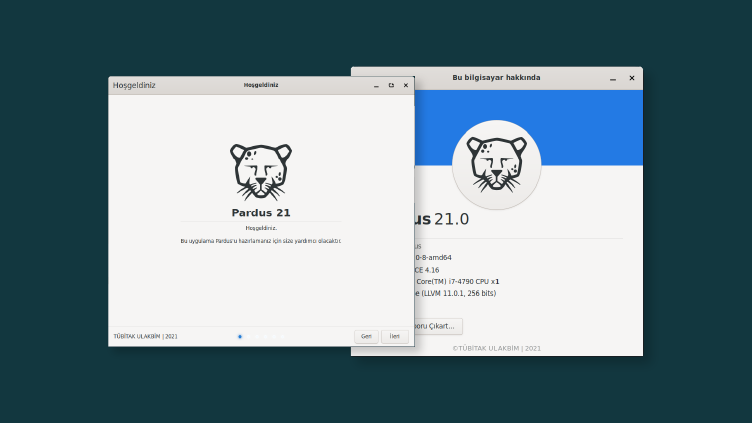 Hoşgeldiniz
Hoşgeldiniz
Pardus 21
Hoşgeldiniz.
Bu uygulama Pardus'u hazırlamanız için size yardımcı olacaktır.
TÜBİTAK ULAKBİM | 2021
Geri
İleri
Bu bilgisayar hakkında
us 21.0
us
0-8-amd64
CE 4.16
Core(TM) i7-4790 CPU x1
e (LLVM 11.0.1, 256 bits)
poru Çıkart...
©TÜBİTAK ULAKBİM | 2021